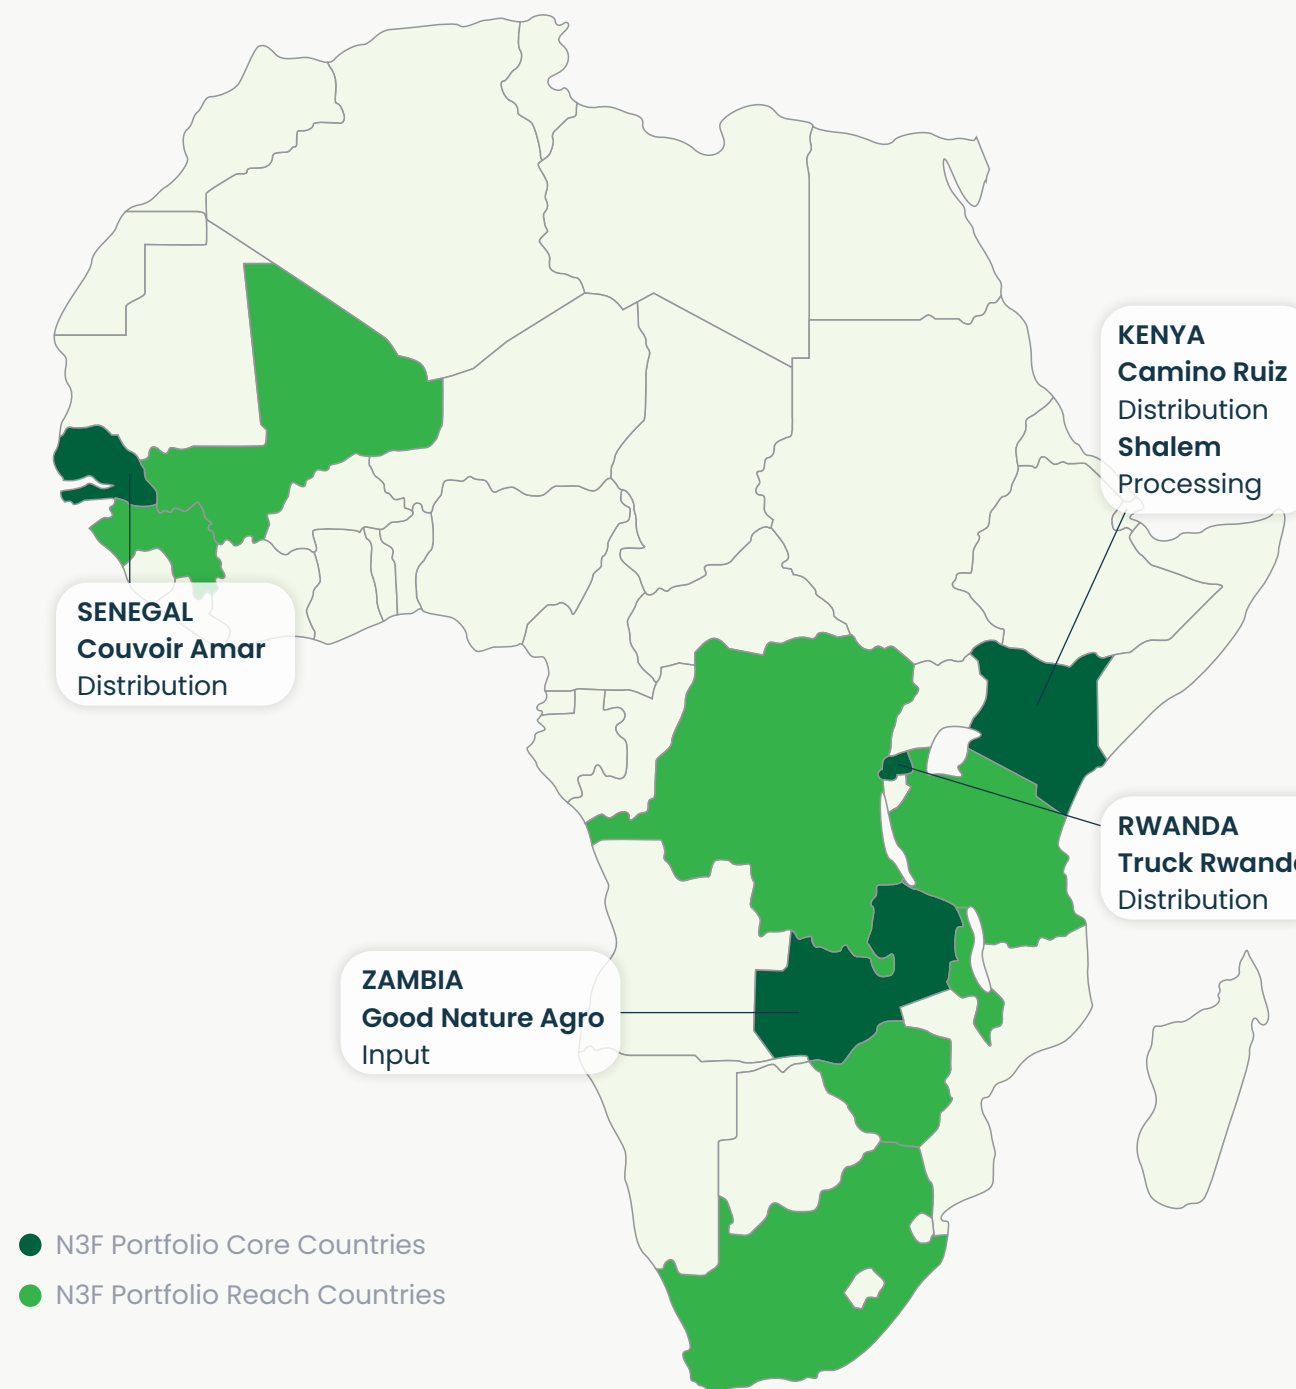 KENYA
Camino Ruiz
Distribution
Shalem
Processing
SENEGAL
Couvoir Amar
Distribution
RWANDA
Truck
Distribution
ZAMBIA
Good Nature Agro
Input
N3F Portfolio Core Countries
N3F Portfolio Reach Countries